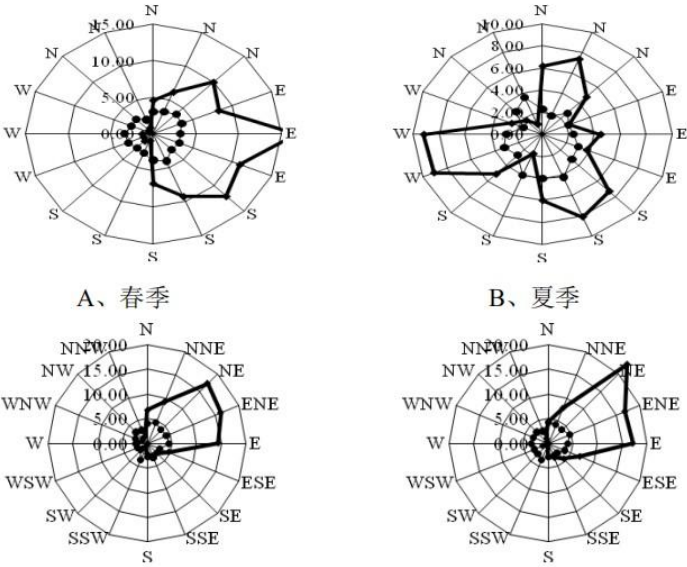 N N
N 15.00 N N 10.00 N
N 10.00 N N 8.00 N
6.00
W 5.00 E W 4.00 E
2.00
W 0.00 E W 0.00 E
W E W E
S S S S
S S S S
S S
A、春季 B、夏季
N N
NNW 20.00 NNE NNW 20.00 NNE
NW 15.00 NE NW 15.00 NE
WNW 10.00 ENE WNW 10.00 ENE
5.00 5.00
W 0.00 E W 0.00 E
WSW ESE WSW ESE
SW SE SW SE
SSW SSE SSW SSE
S S